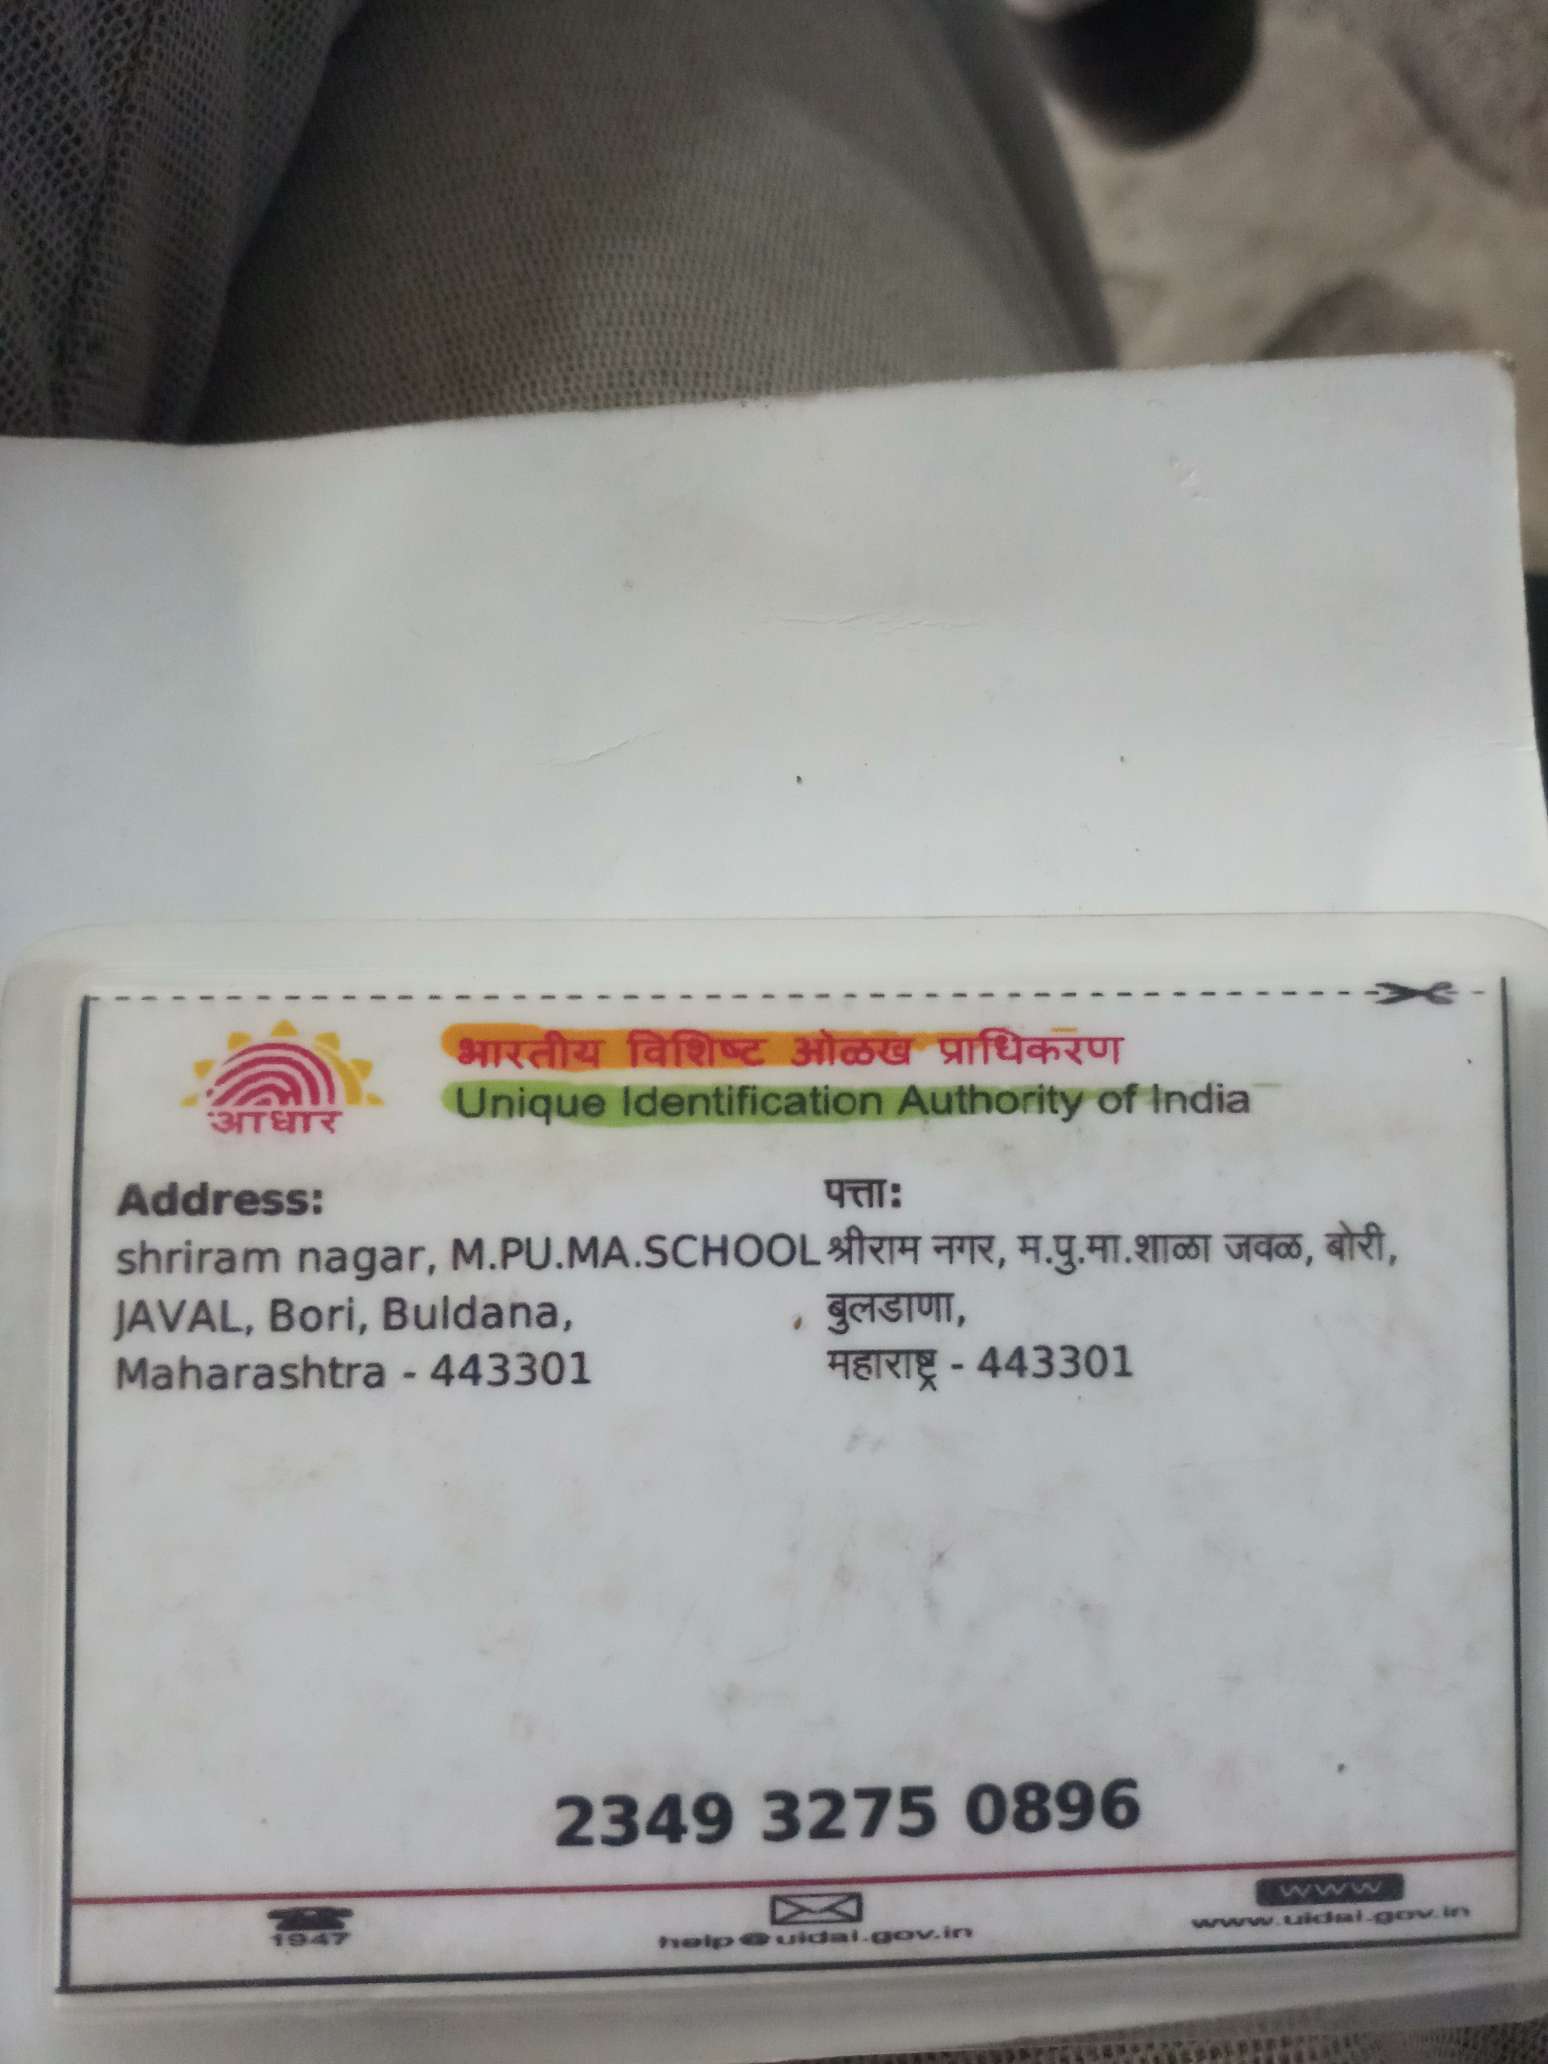 भारतीय विशिष्ट ओळख प्राधिकरण
Unique Identification Authority of India
आधार
Address:
shriram nagar, M.PU.MA.SCHOOL
JAVAL, Bori, Buldana,
Maharashtra - 443301
पत्ता:
श्रीराम नगर, म.पु.मा.शाळा जवळ, बोरी,
बुलडाणा,
महाराष्ट्र - 443301
2349 3275 0896
1947
help@uidai.gov.in
www
www.uidai.gov.in